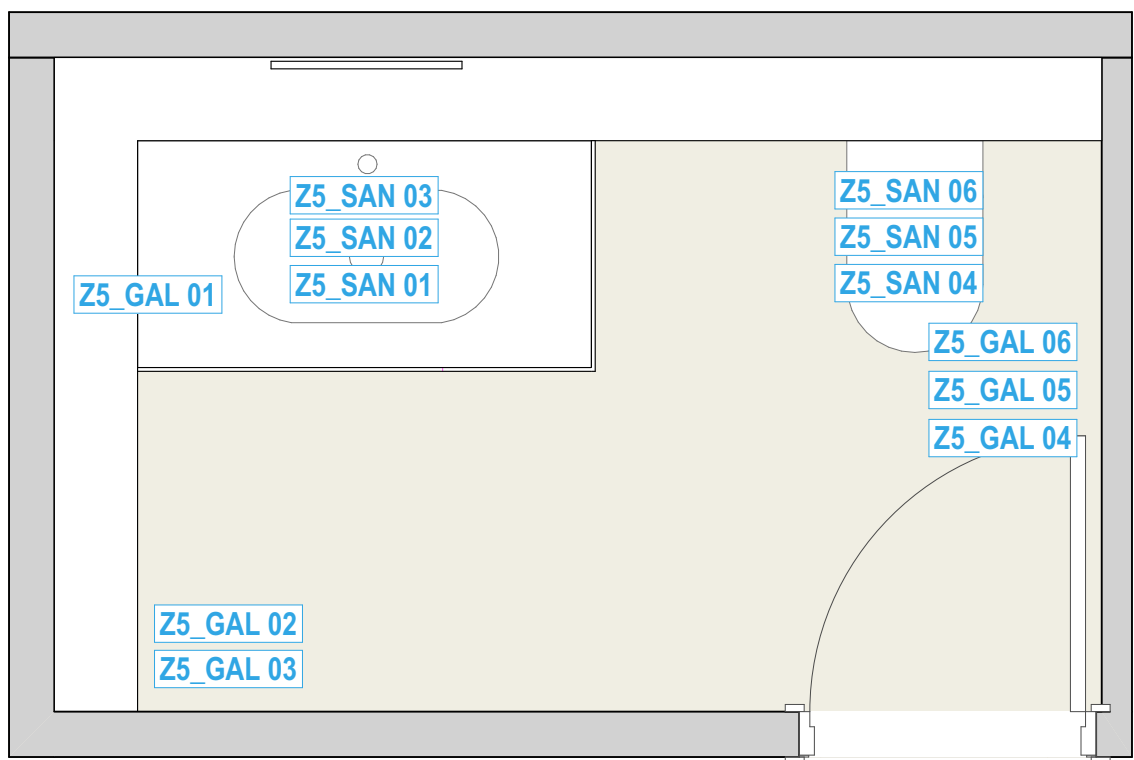 Z5_SAN 03
Z5_SAN 02
Z5_SAN 01
Z5_GAL 01
Z5_SAN 06
Z5_SAN 05
Z5_SAN 04
Z5_GAL 06
Z5_GAL 05
Z5_GAL 04
Z5_GAL 02
Z5_GAL 03